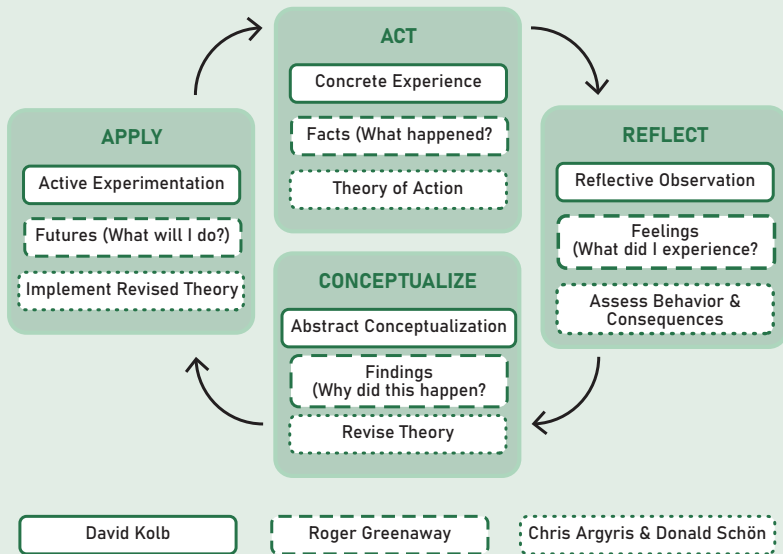 ACT
Concrete Experience
Facts (What happened?
Theory of Action
REFLECT
Reflective Observation
Feelings
(What did I experience?
Assess Behavior &
Consequences
CONCEPTUALIZE
Abstract Conceptualization
Findings
(Why did this happen?
Revise Theory
APPLY
Active Experimentation
Futures (What will I do?)
Implement Revised Theory
David Kolb
Roger Greenaway
Chris Argyris & Donald Schön